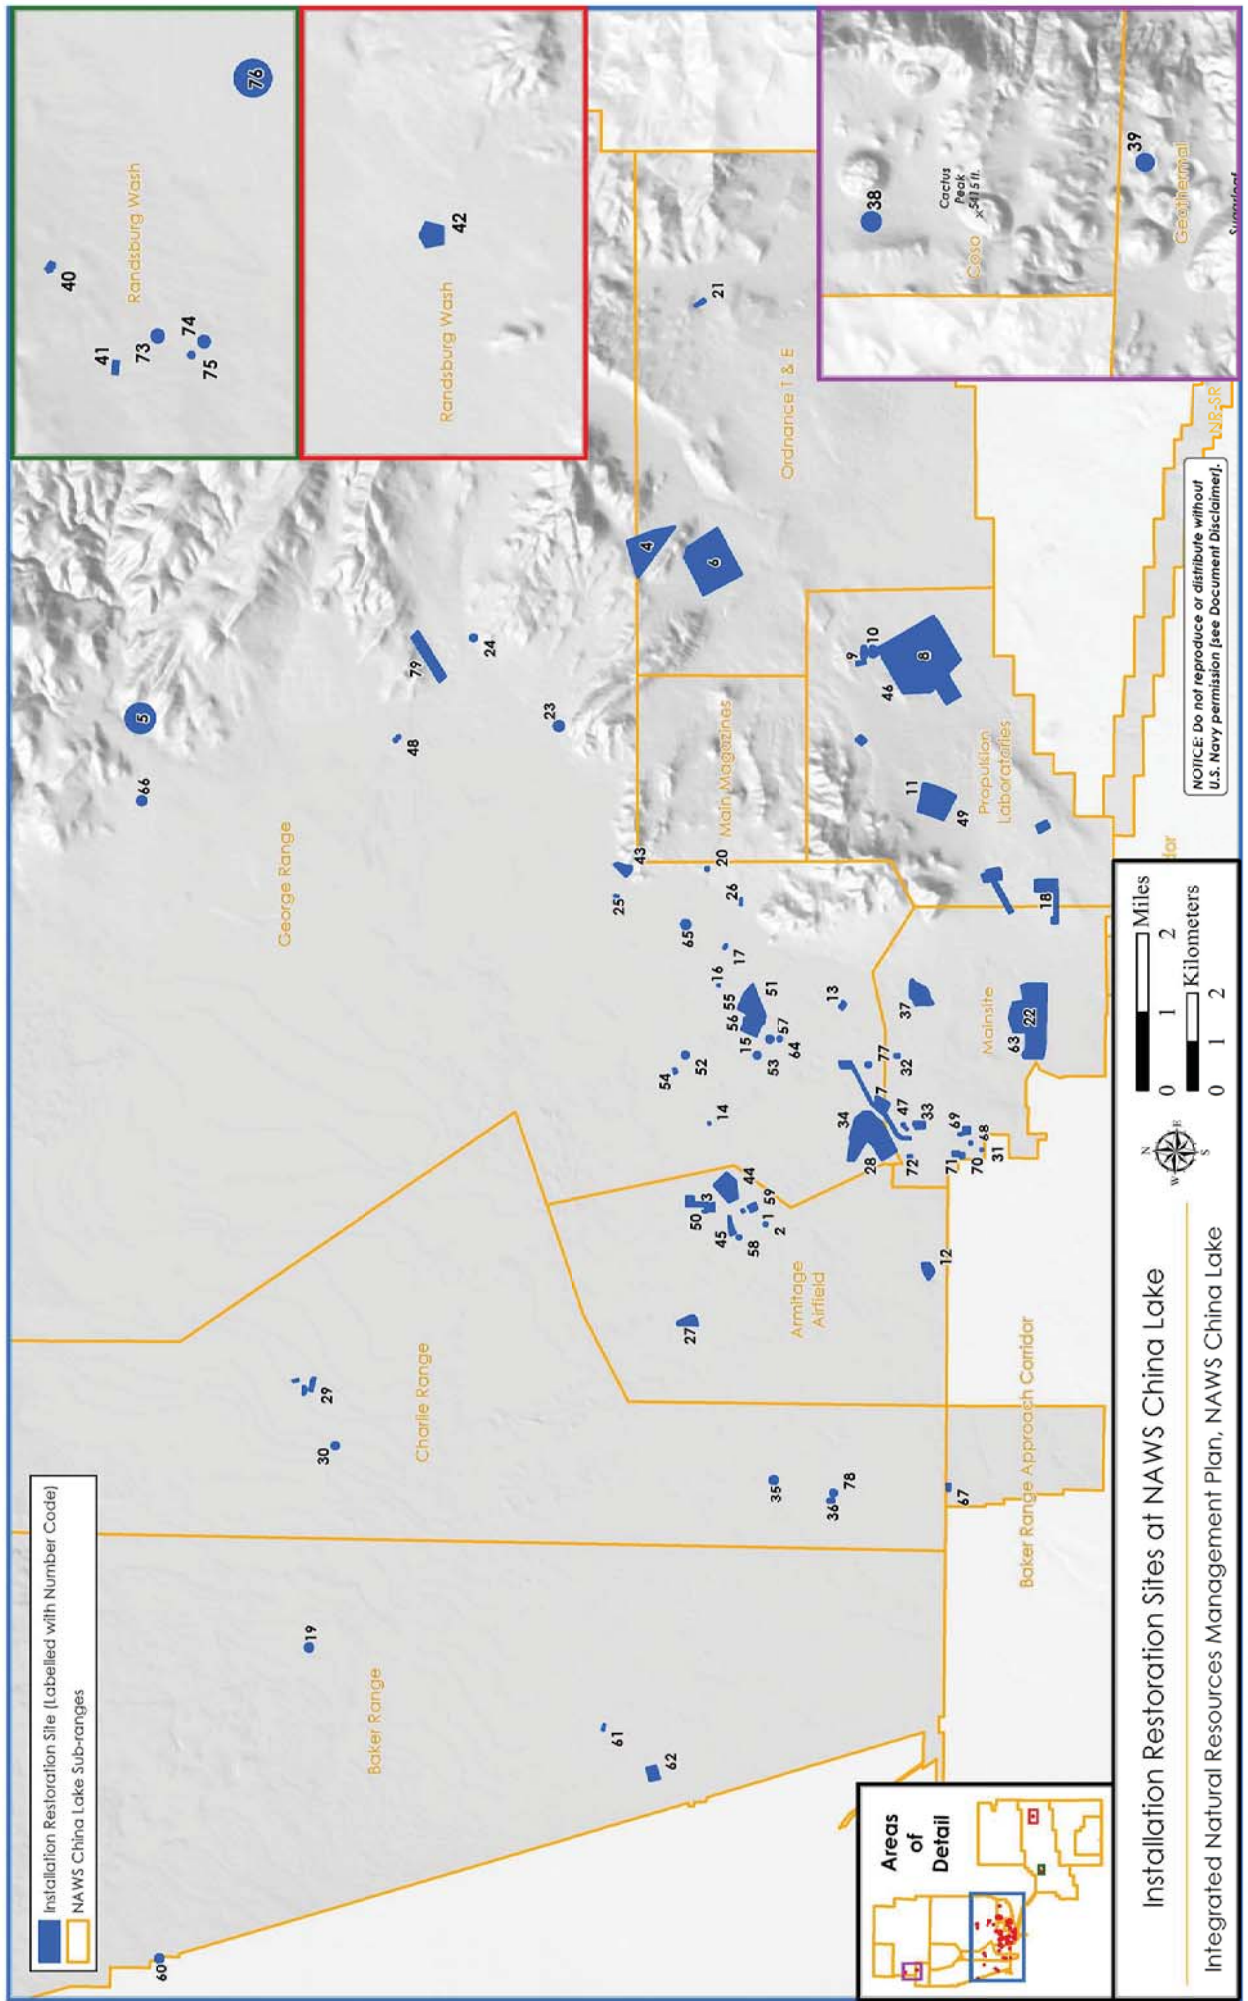 Installation Restoration Site (Labelled with Number Code)
NAWS China Lake Sub-ranges
60
19
Baker Range
61
62
30
29
Charlie Range
35
36
78
67
Baker Range Approach Corridor
27
Armitage
Airfield
12
50
3
44
45
58
59
1
2
George Range
66
5
48
79
24
23
25
43
20
26
65
17
16
55
51
56
15
57
53
64
52
54
14
13
34
28
7
77
32
47
33
72
69
68
71
70
31
37
Mainsite
63
22
18
Main Magazines
Propulsion
Laboratories
11
49
9
10
46
8
4
6
Ordnance T & E
21
NR-SR
dor
40
41
73
74
75
76
Randsburg Wash
42
Randsburg Wash
38
Cactus
Peak
5415 ft.
Coso
39
Geothermal
Sugarloaf
NOTICE: Do not reproduce or distribute without
U.S. Navy permission [see Document Disclaimer].
Areas
of
Detail
Installation Restoration Sites at NAWS China Lake
Integrated Natural Resources Management Plan, NAWS China Lake
N
W
E
S
Miles
0 1 2
Kilometers
0 1 2